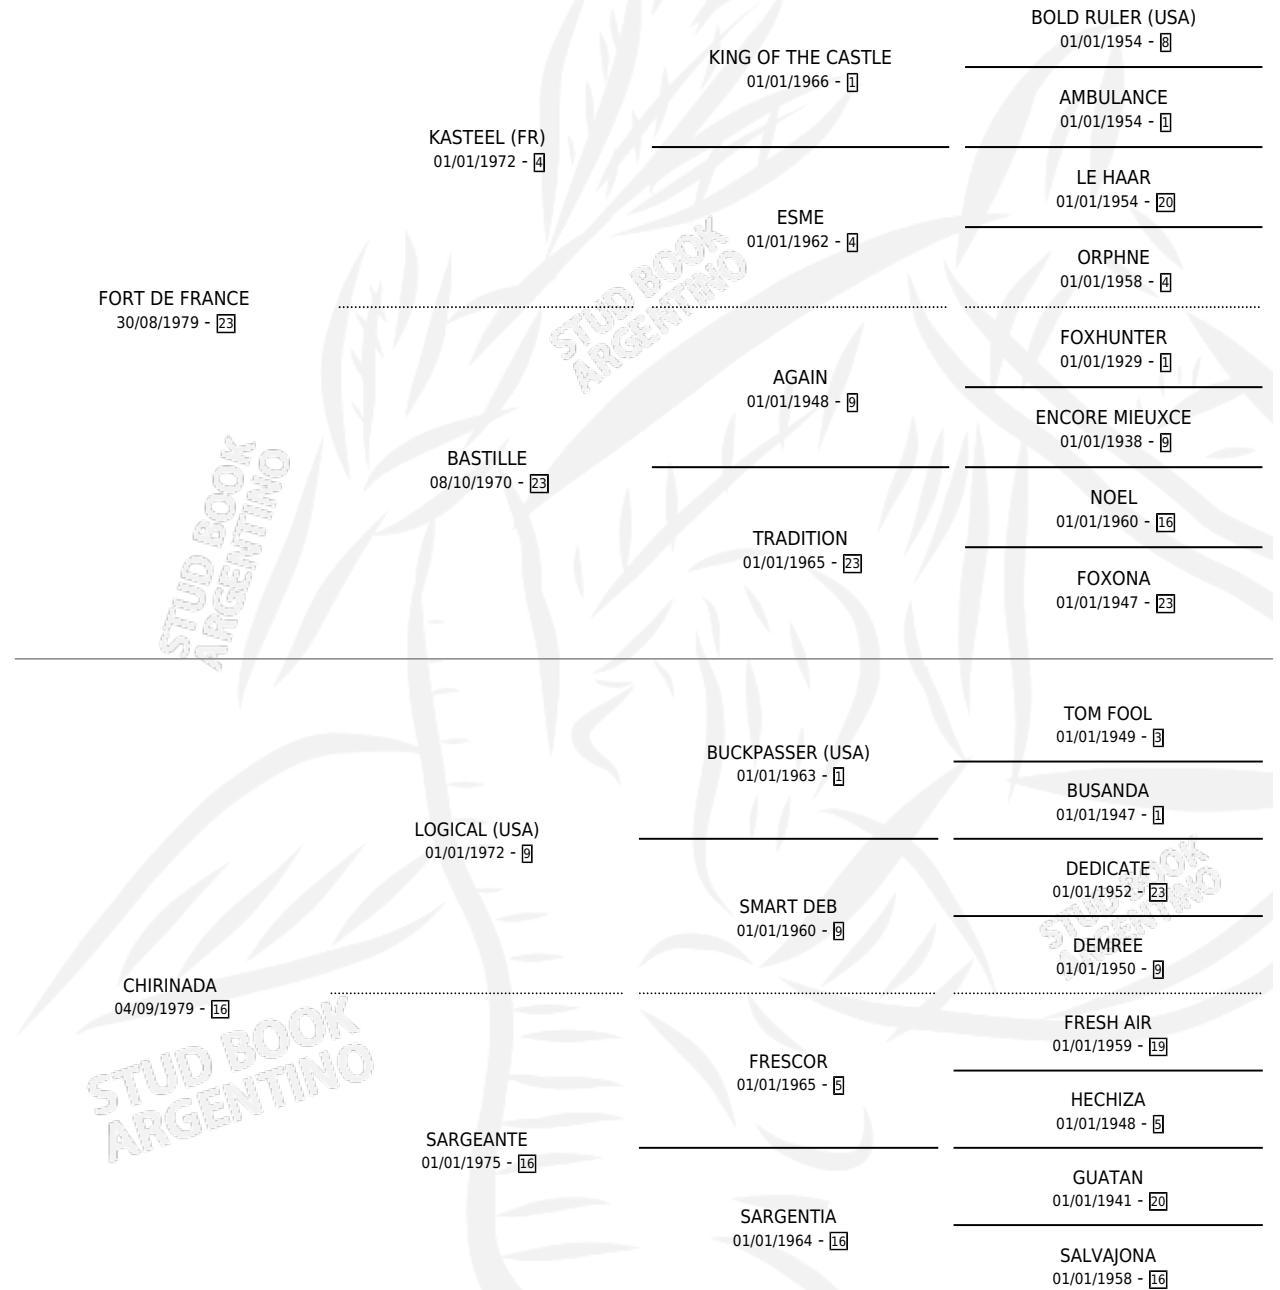 BOLD RULER (USA)
01/01/1954 - 8
KING OF THE CASTLE
01/01/1966 - 1
AMBULANCE
01/01/1954 - 1
KASTEEL (FR)
01/01/1972 - 4
LE HAAR
01/01/1954 - 20
ESME
01/01/1962 - 4
ORPHNE
01/01/1958 - 4
FORT DE FRANCE
30/08/1979 - 23
FOXHUNTER
01/01/1929 - 1
AGAIN
01/01/1948 - 9
ENCORE MIEUXCE
01/01/1938 - 9
BASTILLE
08/10/1970 - 23
NOEL
01/01/1960 - 16
TRADITION
01/01/1965 - 23
FOXONA
01/01/1947 - 23
STUD BOOK
ARGENTINO
STUD BOOK
ARGENTINO
TOM FOOL
01/01/1949 - 3
BUCKPASSER (USA)
01/01/1963 - 1
BUSANDA
01/01/1947 - 1
LOGICAL (USA)
01/01/1972 - 9
DEDICATE
01/01/1952 - 23
SMART DEB
01/01/1960 - 9
DEMREE
01/01/1950 - 9
CHIRINADA
04/09/1979 - 16
FRESH AIR
01/01/1959 - 19
FRESCOR
01/01/1965 - 5
HECHIZA
01/01/1948 - 5
SARGEANTE
01/01/1975 - 16
GUATAN
01/01/1941 - 20
SARGENTIA
01/01/1964 - 16
SALVAJONA
01/01/1958 - 16
STUD BOOK
ARGENTINO
STUD BOOK
ARGENTINO